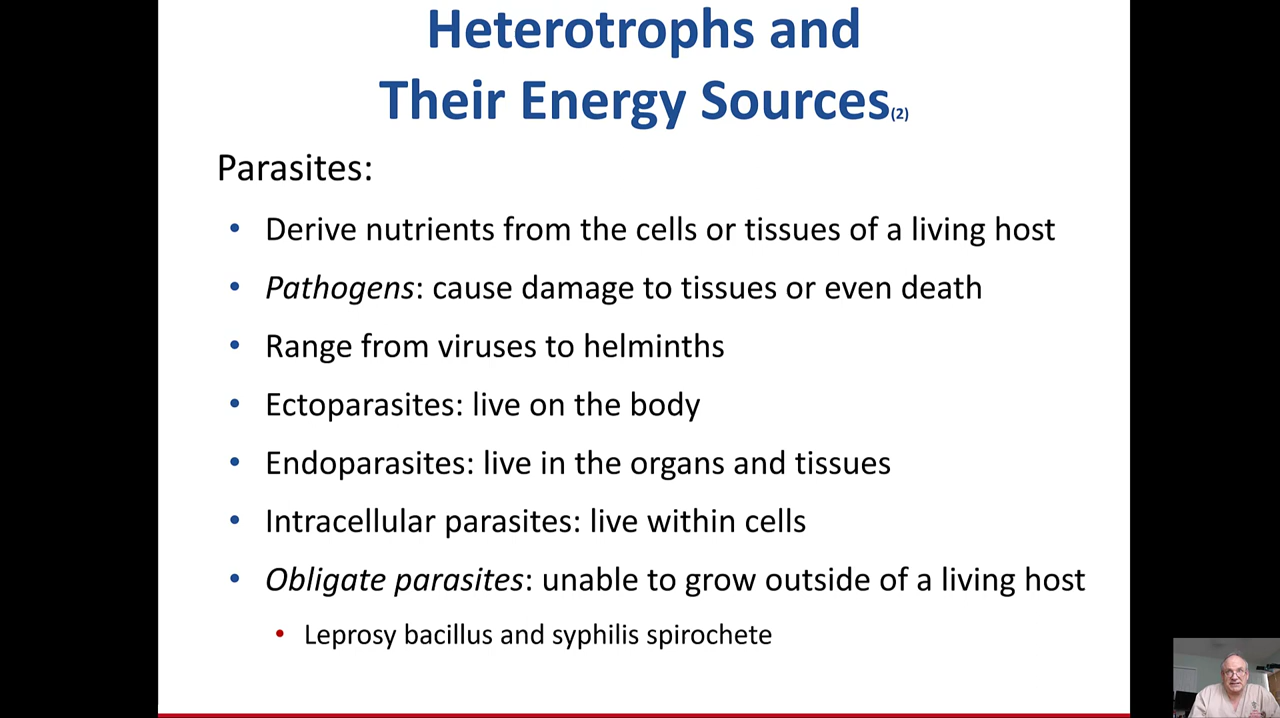 Heterotrophs and
Their Energy Sources(2)
Parasites:
• Derive nutrients from the cells or tissues of a living host
• Pathogens: cause damage to tissues or even death
• Range from viruses to helminths
• Ectoparasites: live on the body
• Endoparasites: live in the organs and tissues
• Intracellular parasites: live within cells
• Obligate parasites: unable to grow outside of a living host
• Leprosy bacillus and syphilis spirochete